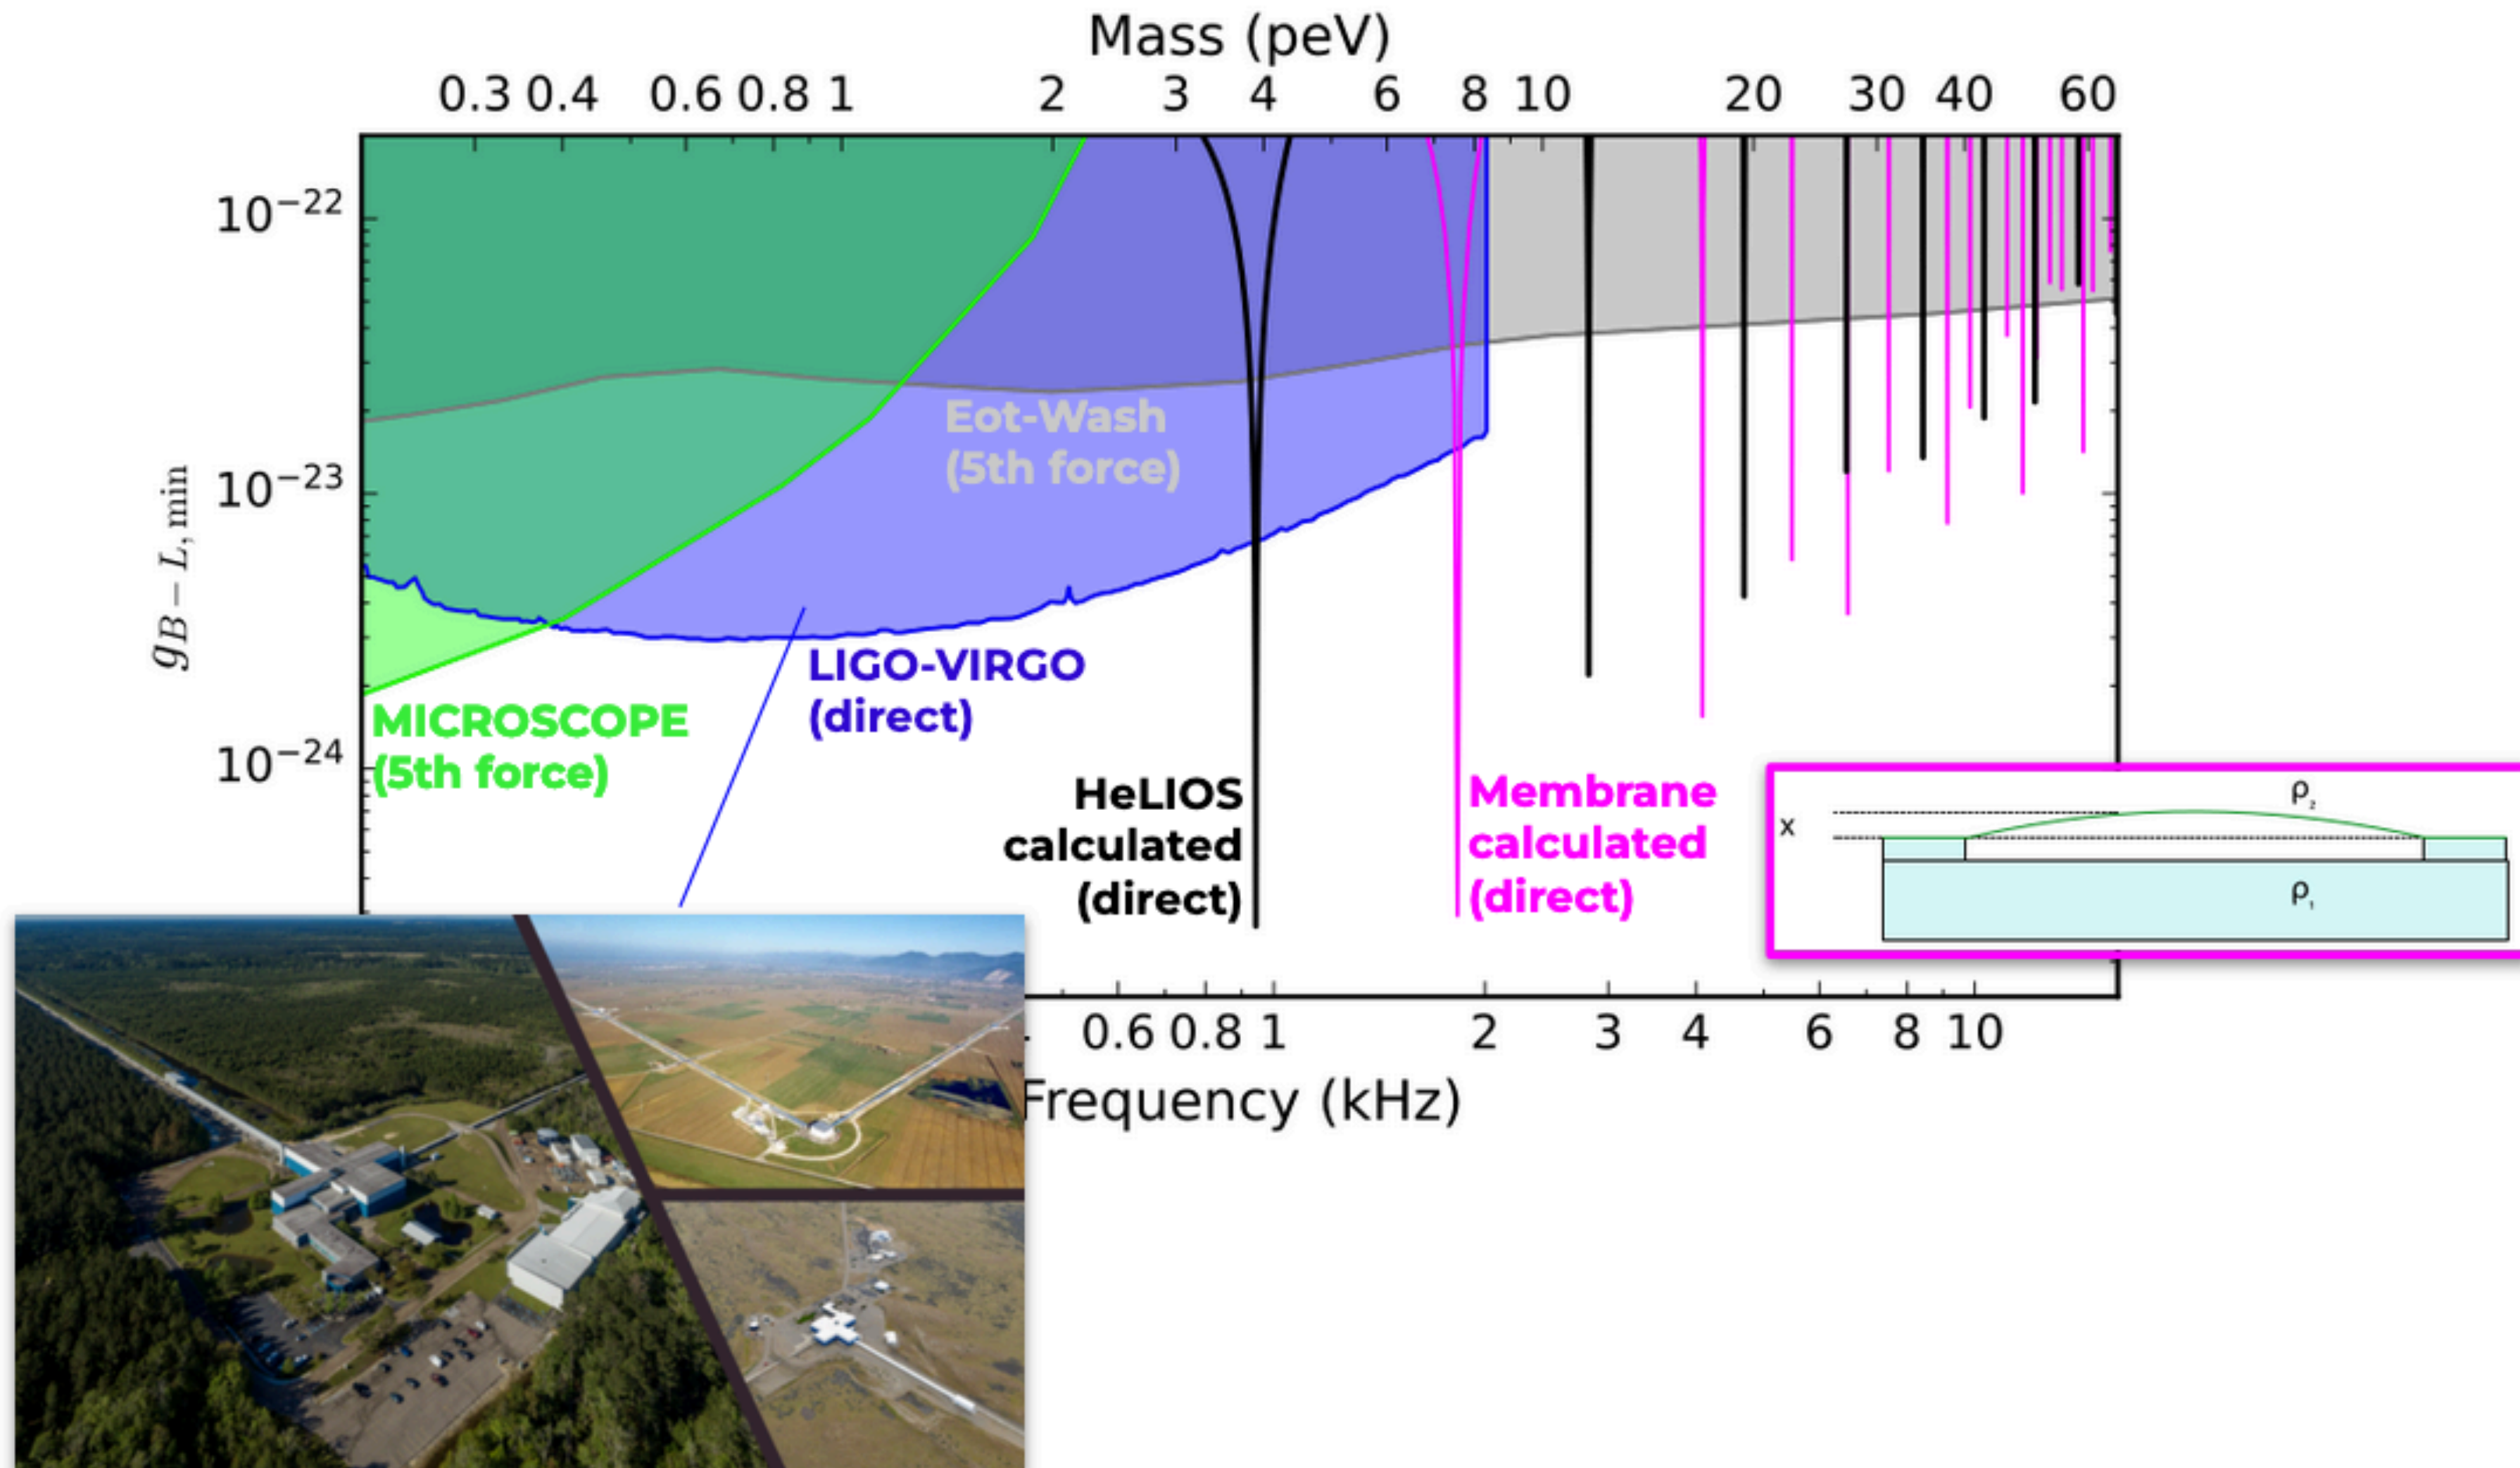 Mass (peV)
0.3 0.4 0.6 0.8 1 2 3 4 6 8 10 20 30 40 60
10−22
10−23
10−24
gB − L, min
Eot-Wash
(5th force)
LIGO-VIRGO
(direct)
MICROSCOPE
(5th force)
HeLIOS
calculated
(direct)
Membrane
calculated
(direct)
x
ρ2
ρ1
0.6 0.8 1 2 3 4 6 8 10
Frequency (kHz)